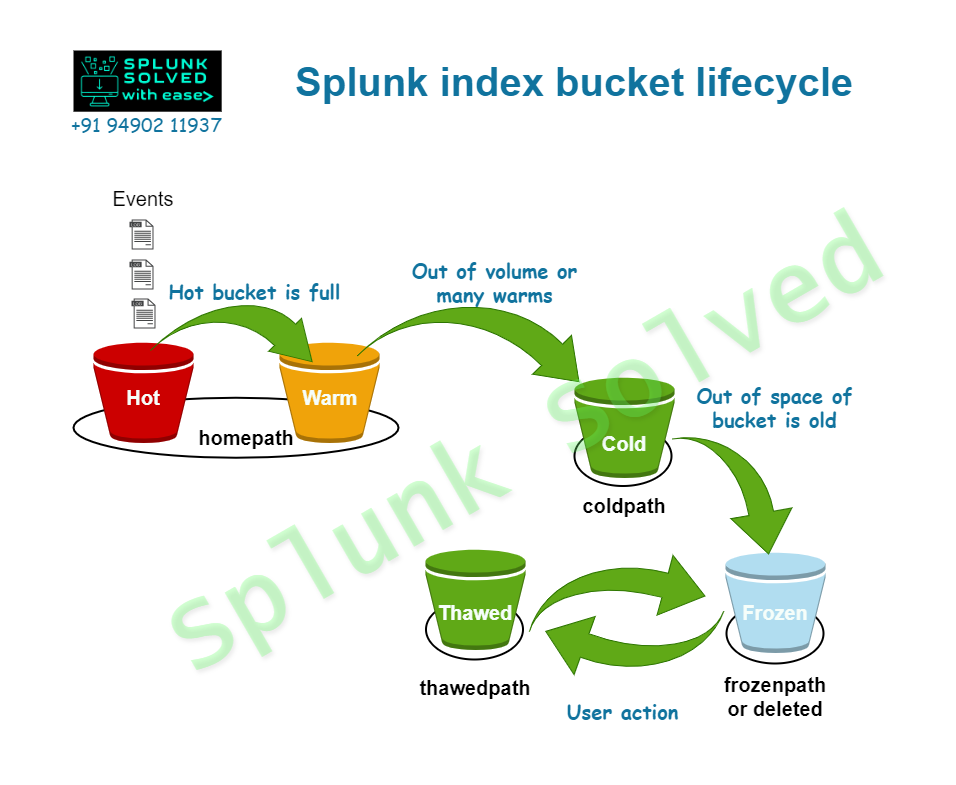 SPLUNK
SOLVED
with ease>
+91 94902 11937
Splunk index bucket lifecycle
Events
Hot bucket is full
Out of volume or
many warms
Hot
Warm
homepath
Cold
coldpath
Out of space of
bucket is old
Thawed
thawedpath
Frozen
frozenpath
or deleted
User action
Splunk solved